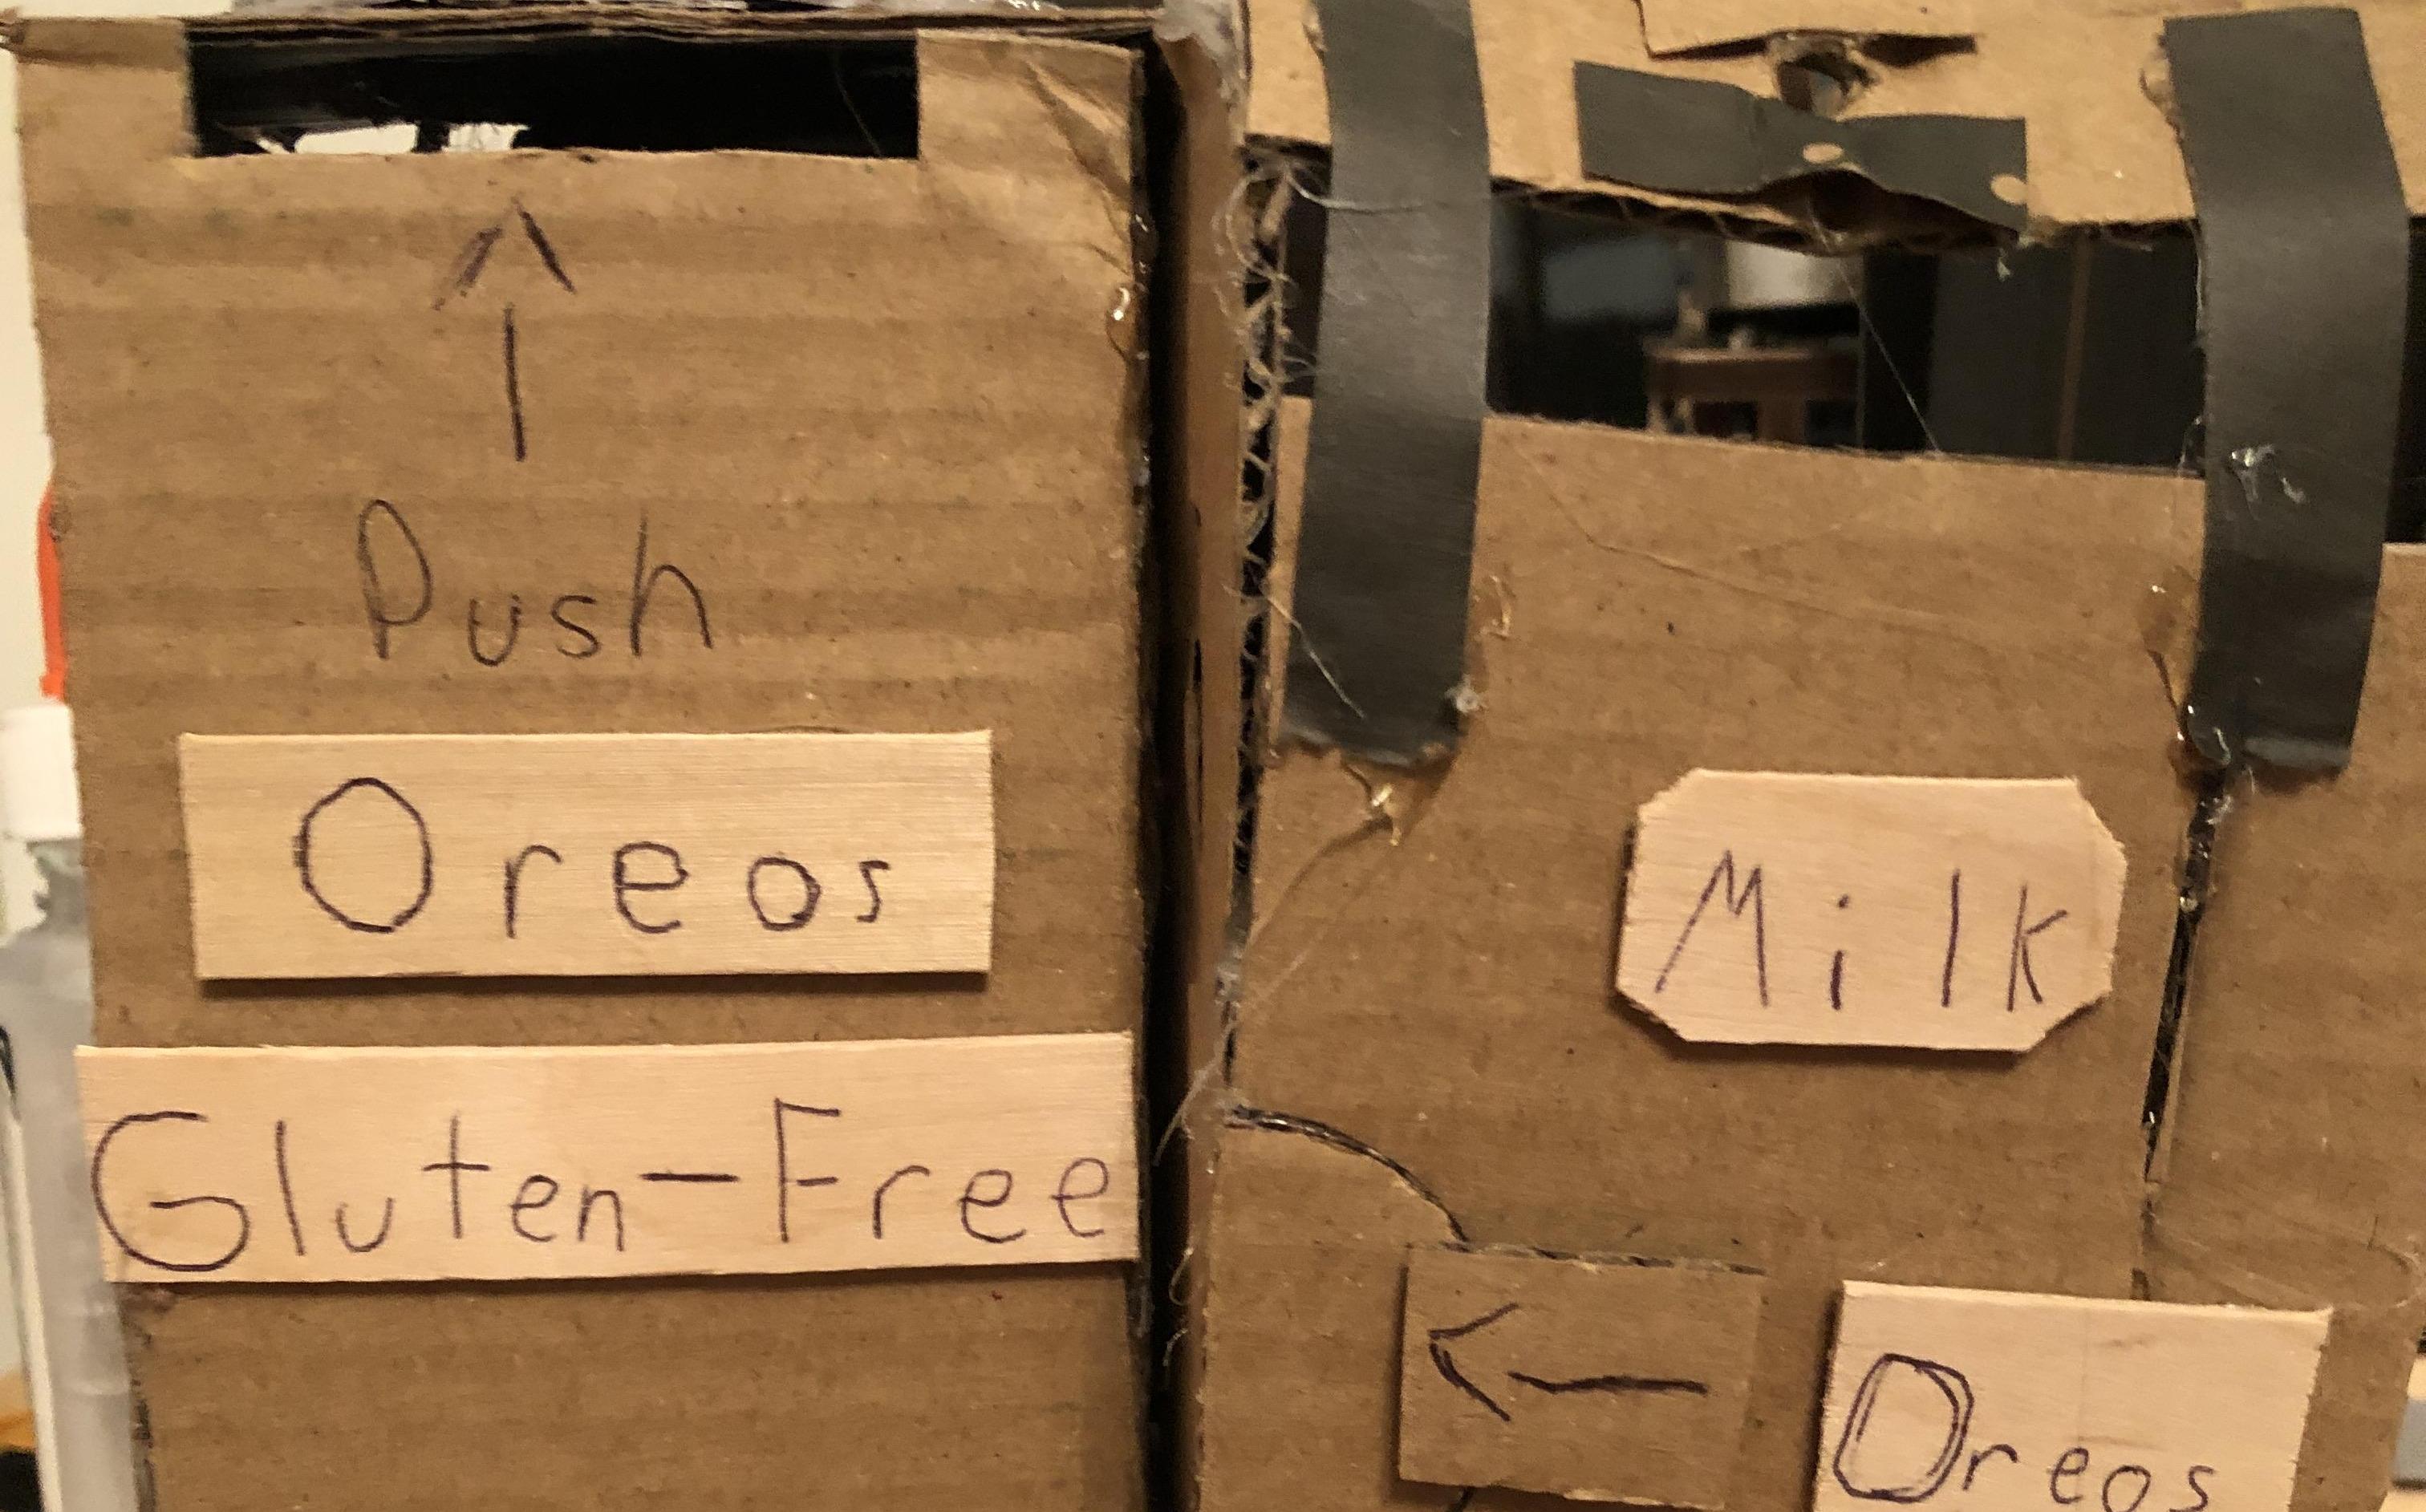 Push
Oreos
Gluten-Free
Milk
Oreos